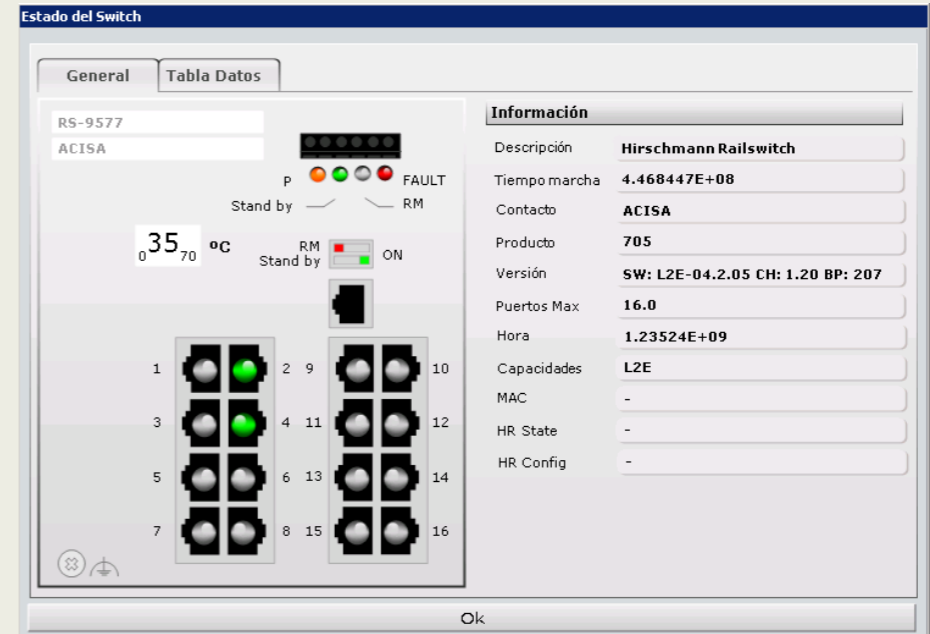 Estado del Switch
General
Tabla Datos
RS-9577
ACISA
P
FAULT
Stand by
RM
0 35 70 ºC
RM
Stand by
ON
1 2 9 10
3 4 11 12
5 6 13 14
7 8 15 16
Información
Descripción Hirschmann Railswitch
Tiempo marcha 4.468447E+08
Contacto ACISA
Producto 705
Versión SW: L2E-04.2.05 CH: 1.20 BP: 207
Puertos Max 16.0
Hora 1.23524E+09
Capacidades L2E
MAC -
HR State -
HR Config -
Ok